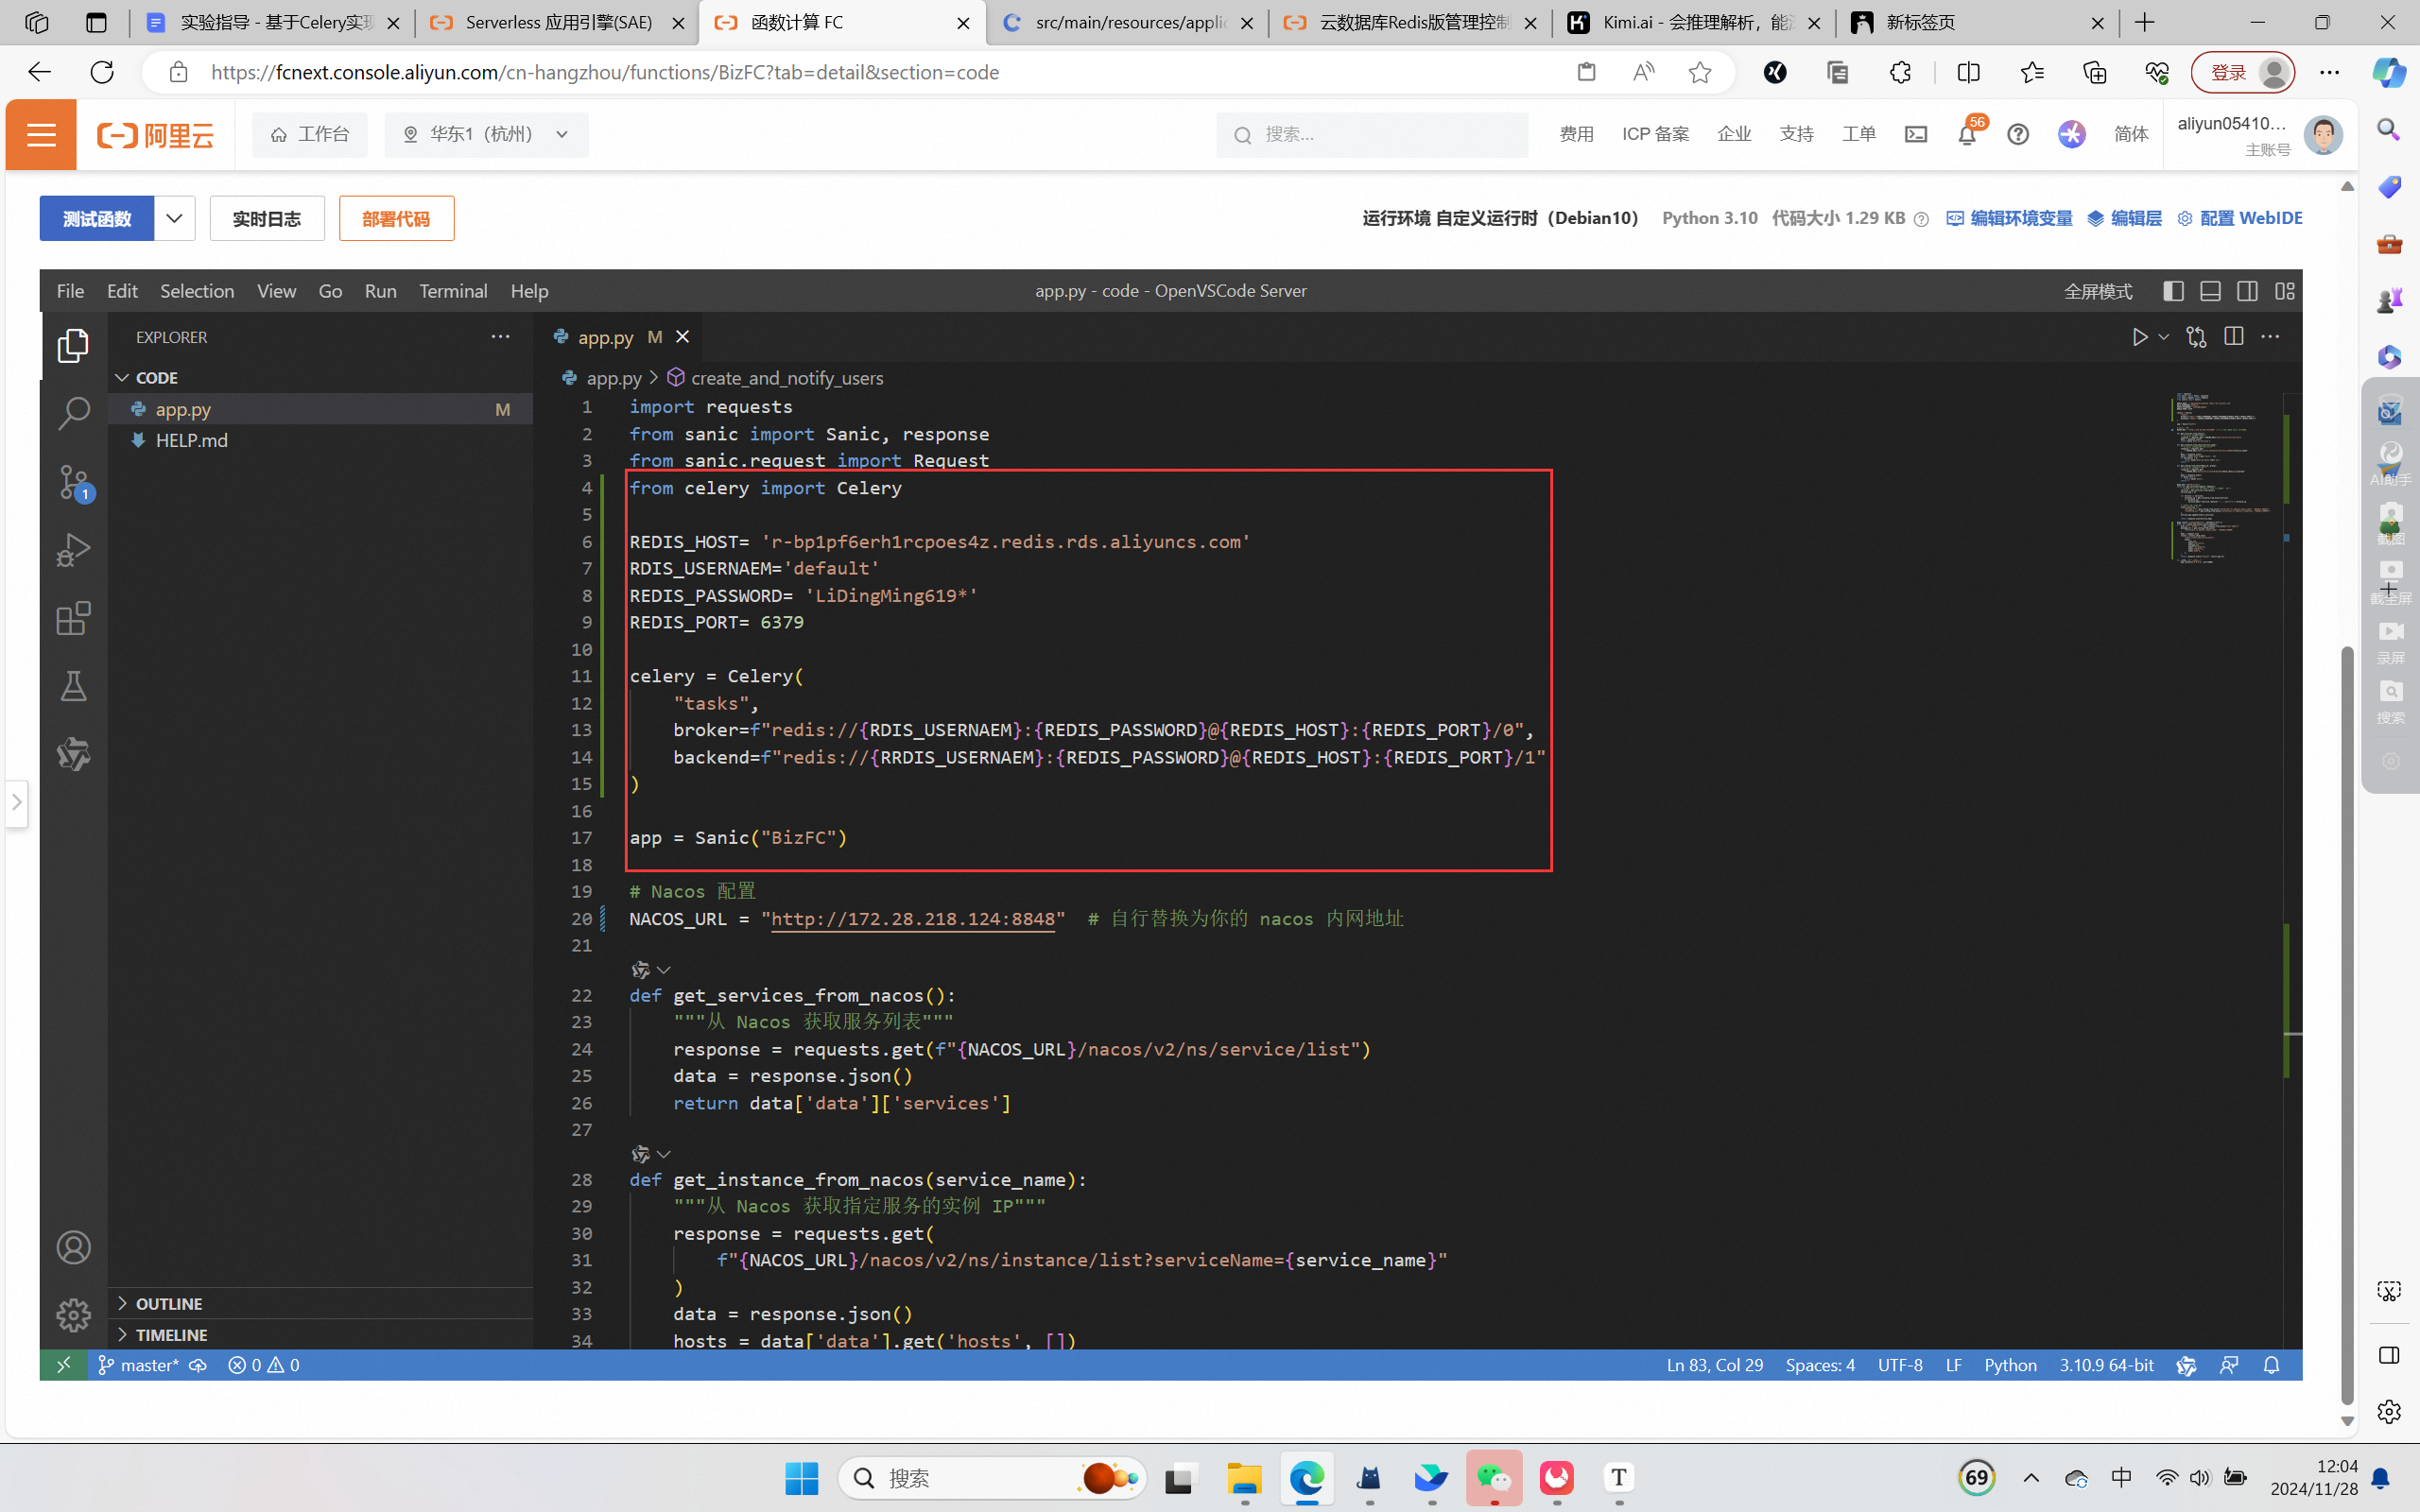 实验指导 - 基于Celery实现
Serverless 应用引擎(SAE)
函数计算 FC
src/main/resources/applic
云数据库Redis版管理控制
Kimi.ai - 会推理解析，能
新标签页
https://fcnext.console.aliyun.com/cn-hangzhou/functions/BizFC?tab=detail&section=code
登录
阿里云
工作台
华东1（杭州）
搜索...
费用
ICP 备案
企业
支持
工单
56
简体
aliyun05410...
主账号
测试函数
实时日志
部署代码
运行环境 自定义运行时（Debian10）
Python 3.10
代码大小 1.29 KB
编辑环境变量
编辑层
配置 WebIDE
File Edit Selection View Go Run Terminal Help
app.py - code - OpenVSCode Server
全屏模式
EXPLORER
CODE
app.py M
HELP.md
1
OUTLINE
TIMELINE
app.py M
app.py > create_and_notify_users
1 import requests
2 from sanic import Sanic, response
3 from sanic.request import Request
4 from celery import Celery
5
6 REDIS_HOST= 'r-bp1pf6erh1rcpoes4z.redis.rds.aliyuncs.com'
7 RDIS_USERNAEM='default'
8 REDIS_PASSWORD= 'LiDingMing619*'
9 REDIS_PORT= 6379
10
11 celery = Celery(
12 "tasks",
13 broker=f"redis://{RDIS_USERNAEM}:{REDIS_PASSWORD}@{REDIS_HOST}:{REDIS_PORT}/0",
14 backend=f"redis://{RRDIS_USERNAEM}:{REDIS_PASSWORD}@{REDIS_HOST}:{REDIS_PORT}/1"
15 )
16
17 app = Sanic("BizFC")
18
19 # Nacos 配置
20 NACOS_URL = "http://172.28.218.124:8848" # 自行替换为你的 nacos 内网地址
21
22 def get_services_from_nacos():
23 """从 Nacos 获取服务列表"""
24 response = requests.get(f"{NACOS_URL}/nacos/v2/ns/service/list")
25 data = response.json()
26 return data['data']['services']
27
28 def get_instance_from_nacos(service_name):
29 """从 Nacos 获取指定服务的实例 IP"""
30 response = requests.get(
31 f"{NACOS_URL}/nacos/v2/ns/instance/list?serviceName={service_name}"
32 )
33 data = response.json()
34 hosts = data['data'].get('hosts', [])
master*
0 0
Ln 83, Col 29
Spaces: 4
UTF-8
LF
Python
3.10.9 64-bit
AI助手
截图
截全屏
录屏
搜索
搜索
T
69
中
12:04
2024/11/28